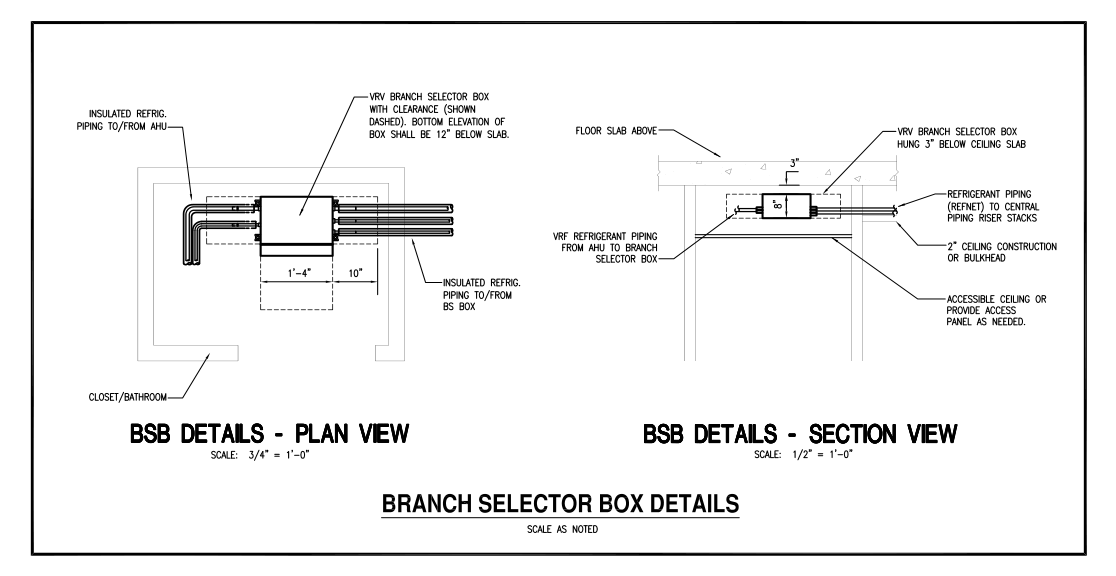 INSULATED REFRIG.
PIPING TO/FROM AHU
VRV BRANCH SELECTOR BOX
WITH CLEARANCE (SHOWN
DASHED). BOTTOM ELEVATION OF
BOX SHALL BE 12" BELOW SLAB.
1'-4"
10"
INSULATED REFRIG.
PIPING TO/FROM
BS BOX
CLOSET/BATHROOM
BSB DETAILS - PLAN VIEW
SCALE: 3/4" = 1'-0"
FLOOR SLAB ABOVE
VRV BRANCH SELECTOR BOX
HUNG 3" BELOW CEILING SLAB
3"
8"
REFRIGERANT PIPING
(REFNET) TO CENTRAL
PIPING RISER STACKS
VRF REFRIGERANT PIPING
FROM AHU TO BRANCH
SELECTOR BOX
2" CEILING CONSTRUCTION
OR BULKHEAD
ACCESSIBLE CEILING OR
PROVIDE ACCESS
PANEL AS NEEDED.
BSB DETAILS - SECTION VIEW
SCALE: 1/2" = 1'-0"
BRANCH SELECTOR BOX DETAILS
SCALE AS NOTED